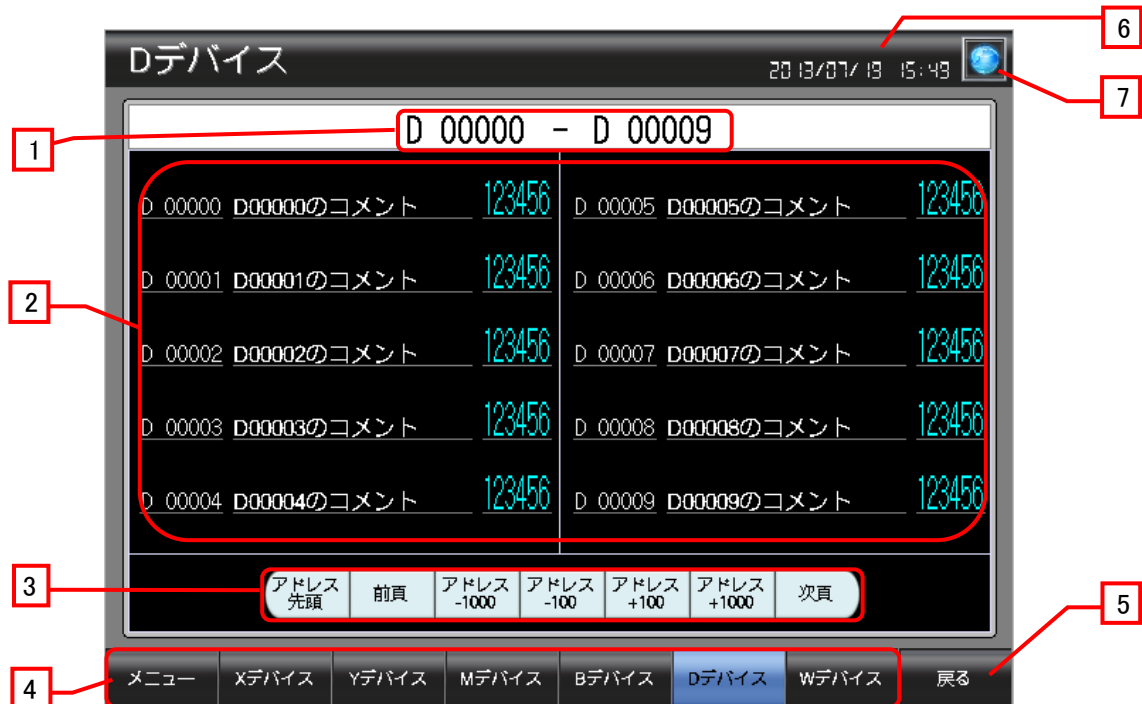 6
Dデバイス
2013/07/19 15:49
7
1
D 00000 - D 00009
D 00000 D00000のコメント 123456 D 00005 D00005のコメント 123456
D 00001 D00001のコメント 123456 D 00006 D00006のコメント 123456
2
D 00002 D00002のコメント 123456 D 00007 D00007のコメント 123456
D 00003 D00003のコメント 123456 D 00008 D00008のコメント 123456
D 00004 D00004のコメント 123456 D 00009 D00009のコメント 123456
3
アドレス先頭 前頁 アドレス-1000 アドレス-100 アドレス+100 アドレス+1000 次頁
5
4
メニュー Xデバイス Yデバイス Mデバイス Bデバイス Dデバイス Wデバイス 戻る